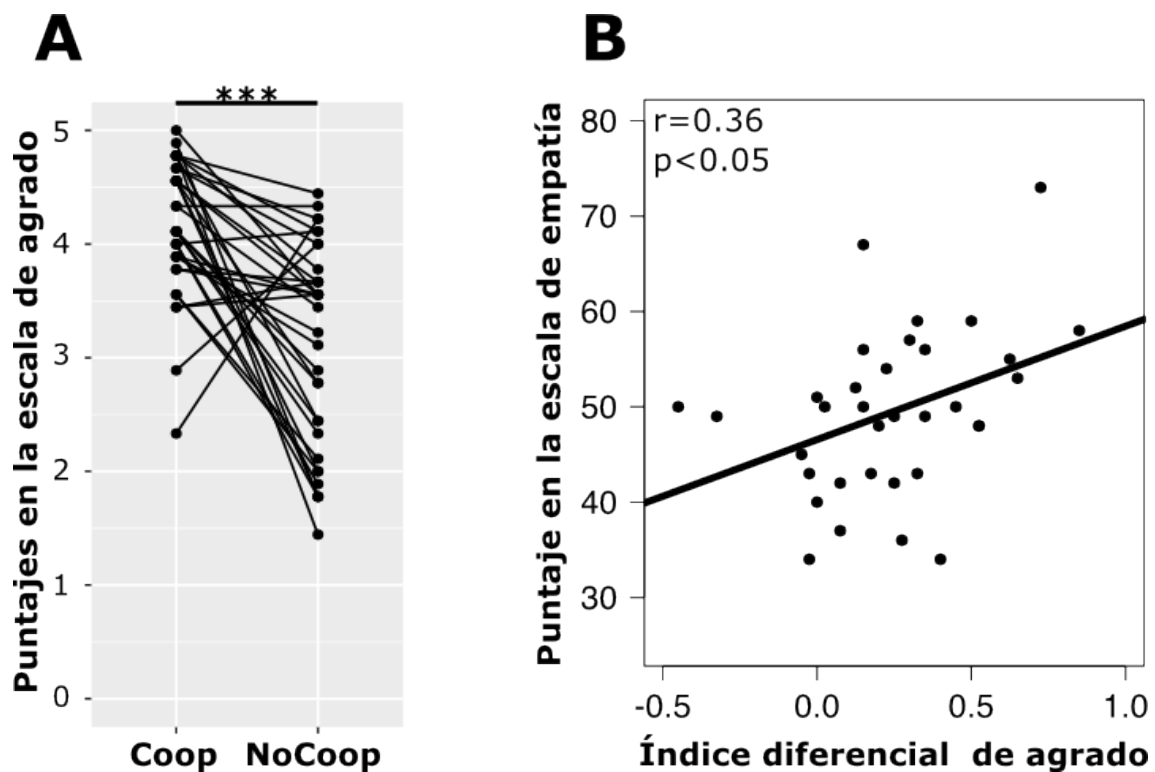 A
***
Puntajes en la escala de agrado
5
4
3
2
1
0
Coop NoCoop
B
r=0.36
p<0.05
Puntaje en la escala de empatía
80
70
60
50
40
30
-0.5 0.0 0.5 1.0
Índice diferencial de agrado